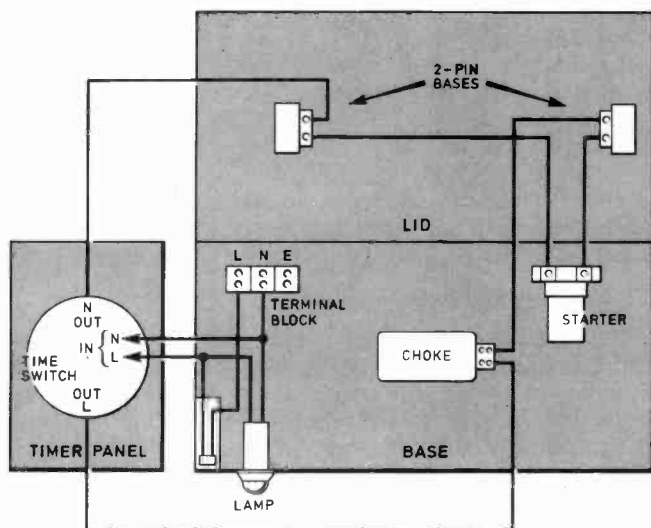 2-PIN
BASES
LID
L N E
TERMINAL
BLOCK
STARTER
CHOKE
N
OUT
N
IN
L
TIME
SWITCH
OUT
L
TIMER PANEL
BASE
LAMP